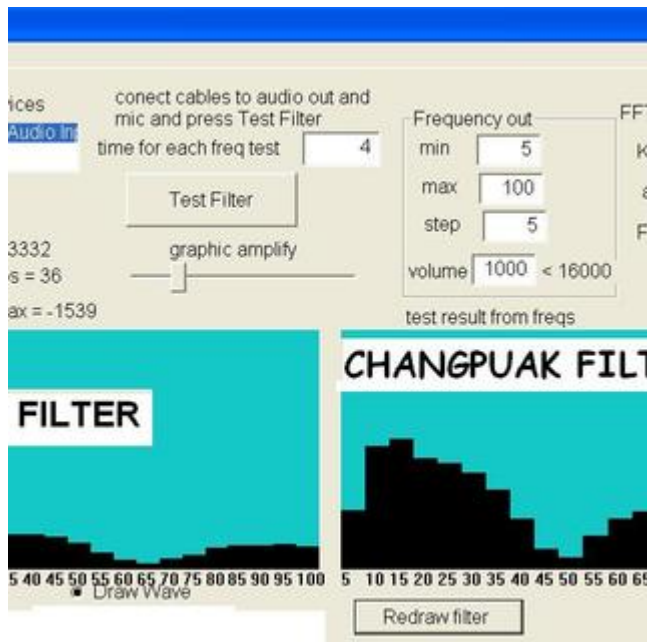 conect cables to audio out and
mic and press Test Filter
time for each freq test 4
Test Filter
graphic amplify
3332
= 36
= -1539
Audio
Frequency out
min 5
max 100
step 5
volume 1000 < 16000
FFT
test result from freqs
FILTER
5 40 45 50 55 60 65 70 75 80 85 90 95 100
Draw Wave
CHANGPUAK FILT
5 10 15 20 25 30 35 40 45 50 55 60 65
Redraw filter